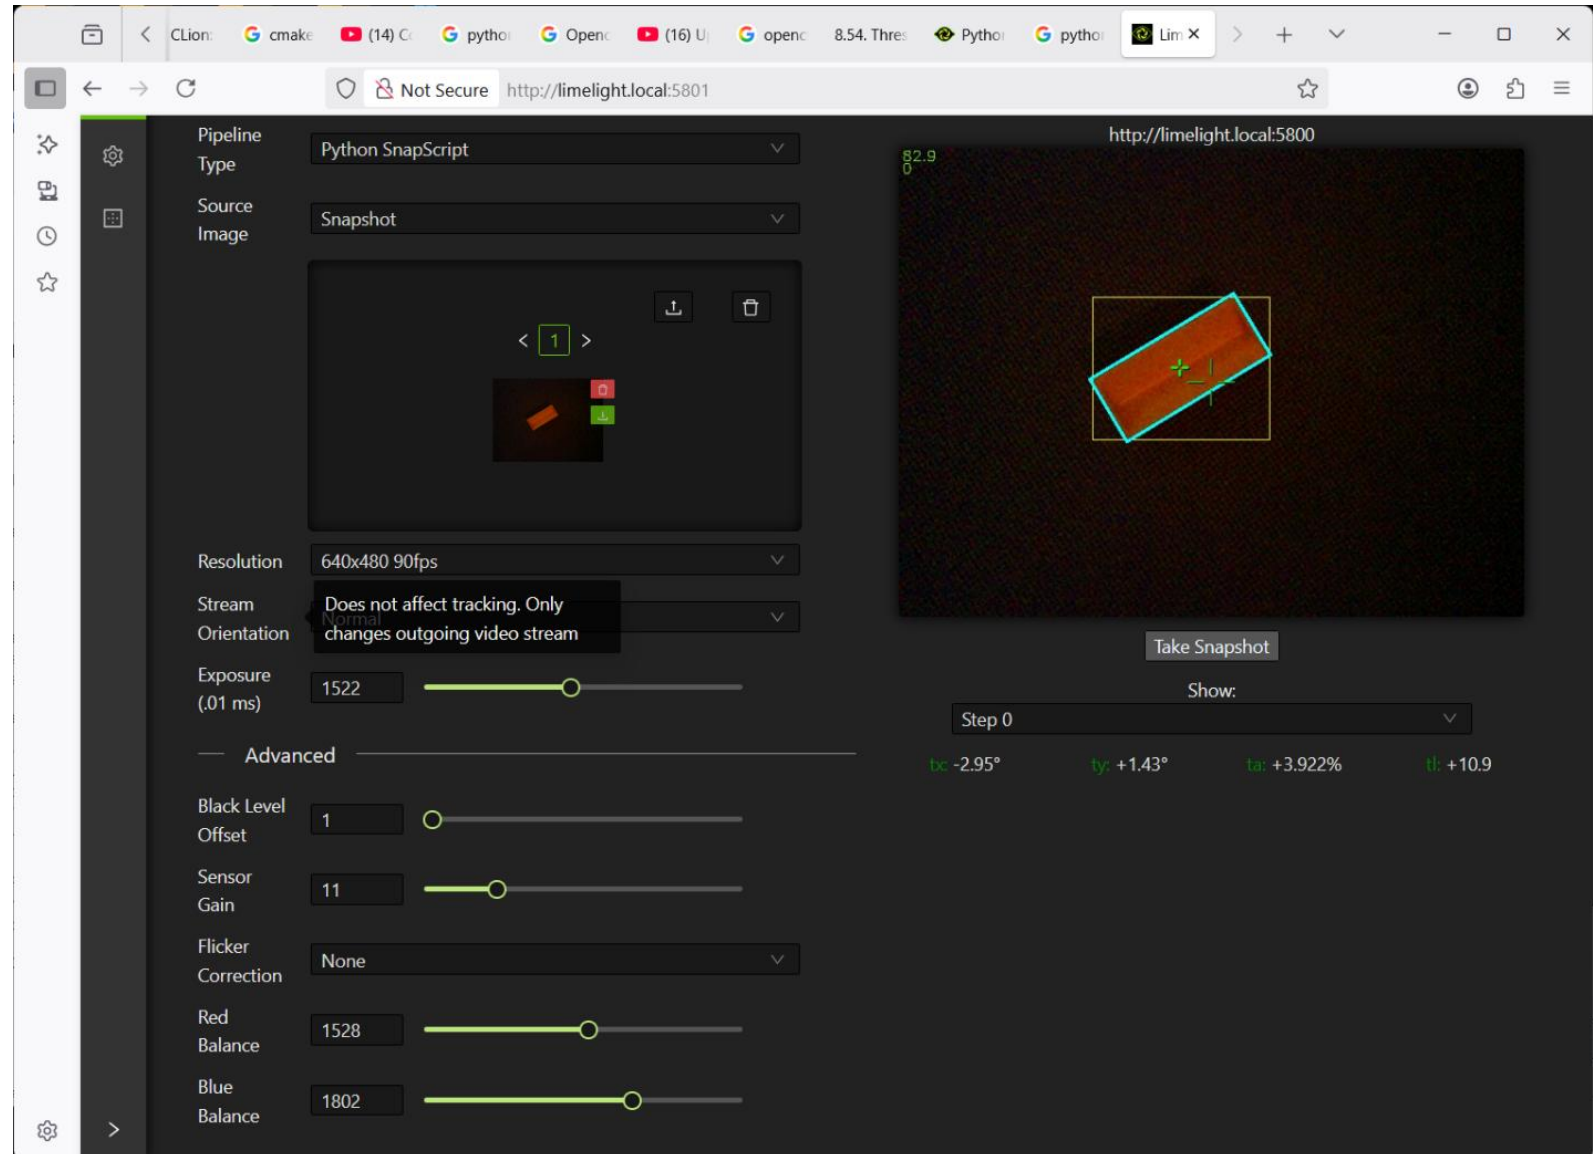 CLion:
cmake
(14) C
pytho
Openc
(16) U
openc
8.54. Thres
Pytho
pytho
Lim
Not Secure http://limelight.local:5801
Pipeline
Type
Python SnapScript
Source
Image
Snapshot
1
Resolution
640x480 90fps
Stream
Orientation
Normal
Does not affect tracking. Only
changes outgoing video stream
Exposure
(.01 ms)
1522
Advanced
Black Level
Offset
1
Sensor
Gain
11
Flicker
Correction
None
Red
Balance
1528
Blue
Balance
1802
http://limelight.local:5800
82.9
0
Take Snapshot
Show:
Step 0
tx: -2.95° ty: +1.43° ta: +3.922% tl: +10.9